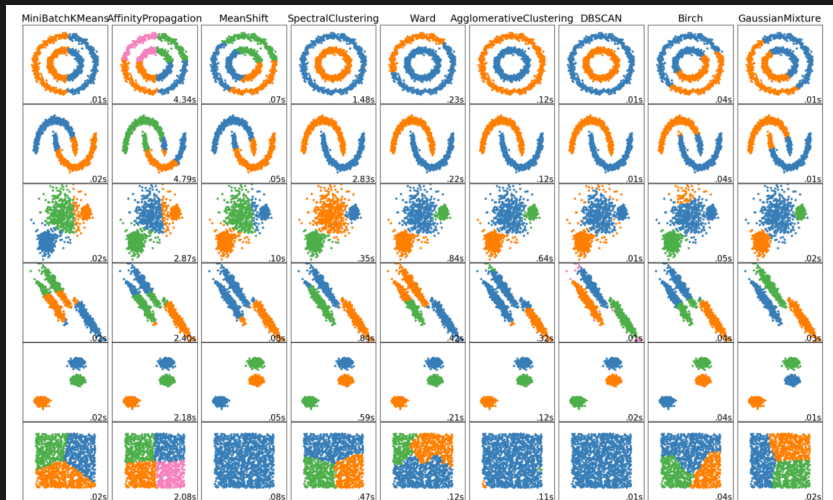 MiniBatchKMeans AffinityPropagation MeanShift SpectralClustering Ward AgglomerativeClustering DBSCAN Birch GaussianMixture
.01s 4.34s .07s 1.48s .23s .12s .01s .04s .01s
.02s 4.79s .05s 2.83s .22s .12s .01s .04s .01s
.02s 2.87s .10s .35s .84s .64s .01s .05s .02s
.02s 2.40s .08s .84s .42s .32s .04s .03s
.02s 2.18s .05s .59s .21s .12s .02s .04s .01s
.02s 2.08s .08s .47s .12s .11s .01s .04s .02s